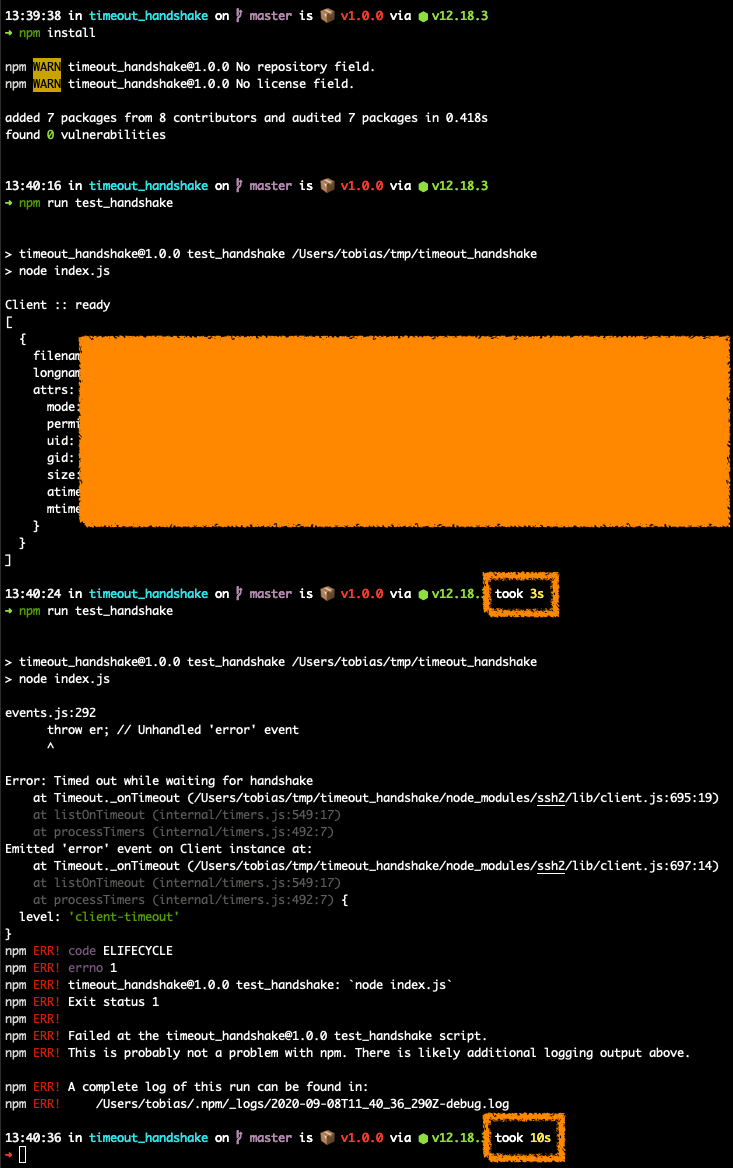 13:39:38 in timeout_handshake on master is 📦 v1.0.0 via ⬢ v12.18.3
➜ npm install
npm WARN timeout_handshake@1.0.0 No repository field.
npm WARN timeout_handshake@1.0.0 No license field.
added 7 packages from 8 contributors and audited 7 packages in 0.418s
found 0 vulnerabilities
13:40:16 in timeout_handshake on master is 📦 v1.0.0 via ⬢ v12.18.3
➜ npm run test_handshake
> timeout_handshake@1.0.0 test_handshake /Users/tobias/tmp/timeout_handshake
> node index.js
Client :: ready
[
{
filenam
longnam
attrs:
mode:
permi
uid:
gid:
size:
atime
mtime
}
}
]
13:40:24 in timeout_handshake on master is 📦 v1.0.0 via ⬢ v12.18.3 took 3s
➜ npm run test_handshake
> timeout_handshake@1.0.0 test_handshake /Users/tobias/tmp/timeout_handshake
> node index.js
events.js:292
throw er; // Unhandled 'error' event
^
Error: Timed out while waiting for handshake
at Timeout._onTimeout (/Users/tobias/tmp/timeout_handshake/node_modules/ssh2/lib/client.js:695:19)
at listOnTimeout (internal/timers.js:549:17)
at processTimers (internal/timers.js:492:7)
Emitted 'error' event on Client instance at:
at Timeout._onTimeout (/Users/tobias/tmp/timeout_handshake/node_modules/ssh2/lib/client.js:697:14)
at listOnTimeout (internal/timers.js:549:17)
at processTimers (internal/timers.js:492:7) {
level: 'client-timeout'
}
npm ERR! code ELIFECYCLE
npm ERR! errno 1
npm ERR! timeout_handshake@1.0.0 test_handshake: `node index.js`
npm ERR! Exit status 1
npm ERR!
npm ERR! Failed at the timeout_handshake@1.0.0 test_handshake script.
npm ERR! This is probably not a problem with npm. There is likely additional logging output above.
npm ERR! A complete log of this run can be found in:
npm ERR! /Users/tobias/.npm/_logs/2020-09-08T11_40_36_290Z-debug.log
13:40:36 in timeout_handshake on master is 📦 v1.0.0 via ⬢ v12.18.3 took 10s
➜